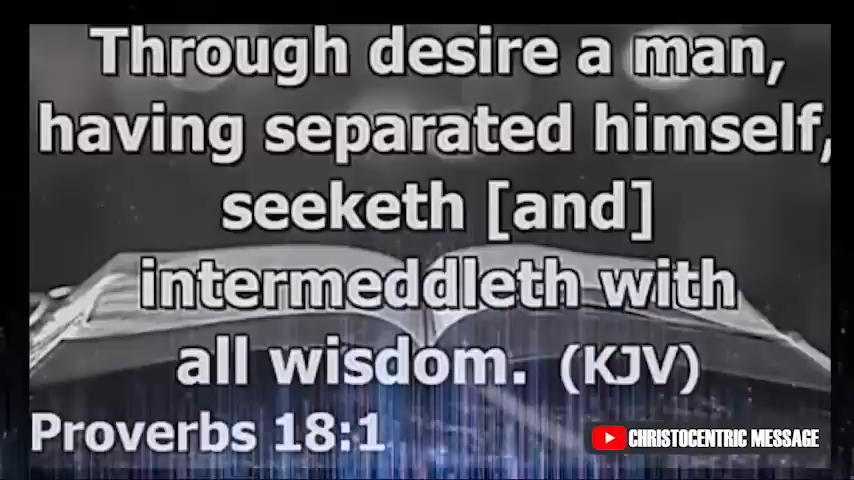 Through desire a man,
having separated himself,
seeketh [and]
intermeddleth with
all wisdom. (KJV)
Proverbs 18:1
CHRISTOCENTRIC MESSAGE